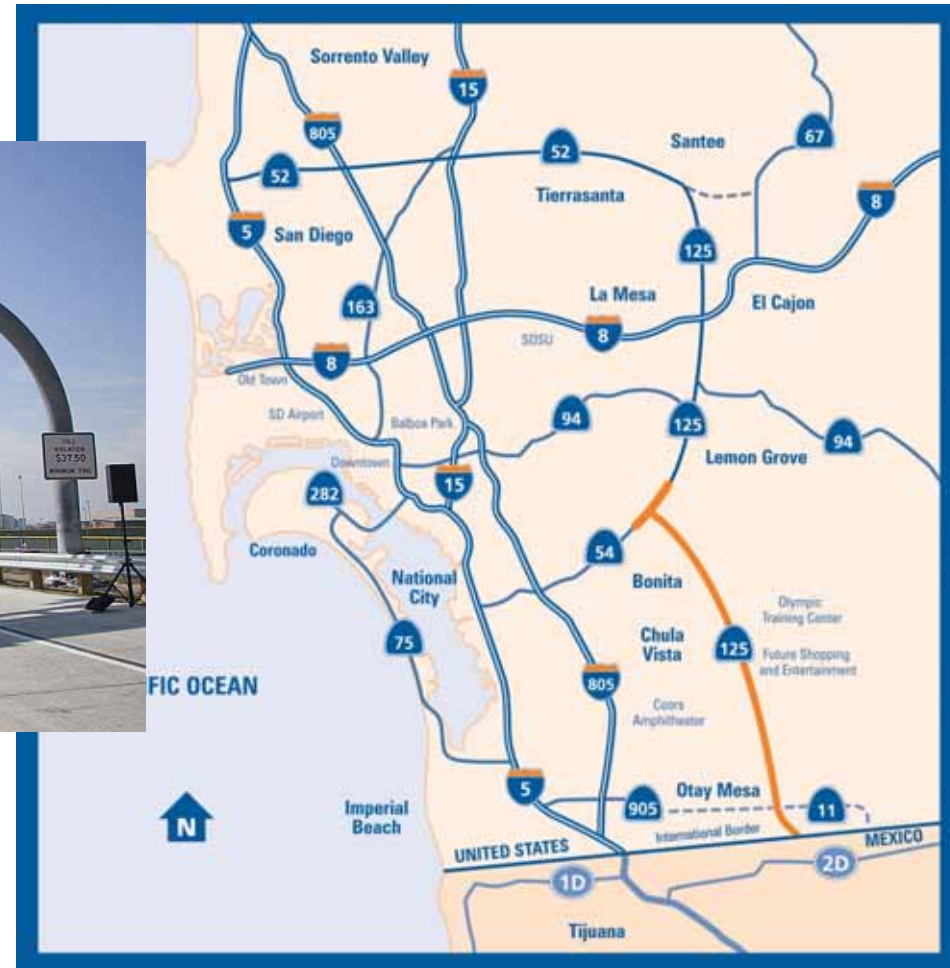 Sorrento Valley
15
805
67
Santee
52
52
8
Tierrasanta
5
San Diego
125
163
La Mesa
El Cajon
8
SDSU
8
Old Town
SD Airport
Balboa Park
94
125
94
Lemon Grove
Downtown
15
282
TOLL
VIOLATION
$37.50
MINIMUM FINE
Coronado
54
National
City
Bonita
Olympic
Training Center
75
Chula
Vista
125
Future Shopping
and Entertainment
805
FIC OCEAN
Coors
Amphitheater
5
Otay Mesa
905
11
N
Imperial
Beach
International Border
UNITED STATES
MEXICO
2D
1D
Tijuana